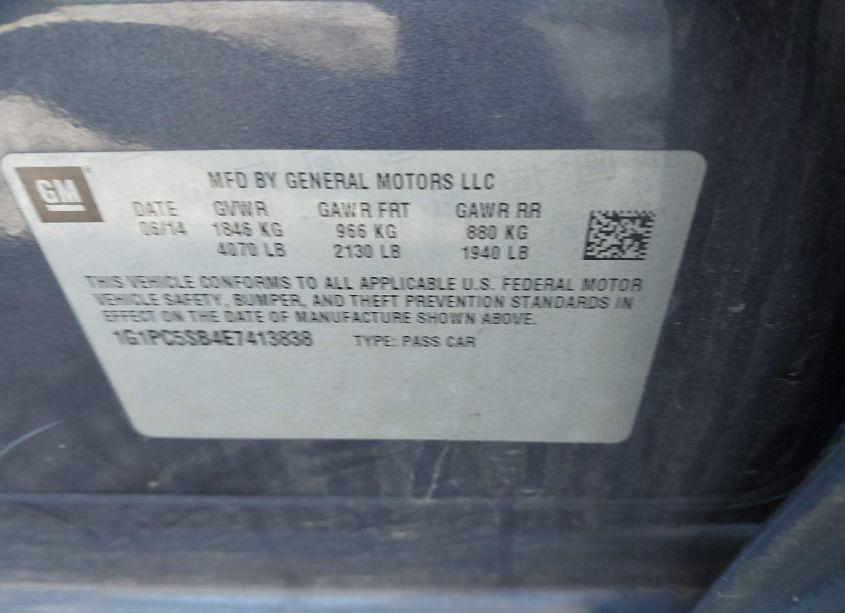 GM
MFD BY GENERAL MOTORS LLC
DATE GVWR GAWR FRT GAWR RR
06/14 1846 KG 966 KG 880 KG
4070 LB 2130 LB 1940 LB
THIS VEHICLE CONFORMS TO ALL APPLICABLE U.S. FEDERAL MOTOR
VEHICLE SAFETY, BUMPER, AND THEFT PREVENTION STANDARDS IN
EFFECT ON THE DATE OF MANUFACTURE SHOWN ABOVE.
1G1PC5SB4E7413838 TYPE: PASS CAR